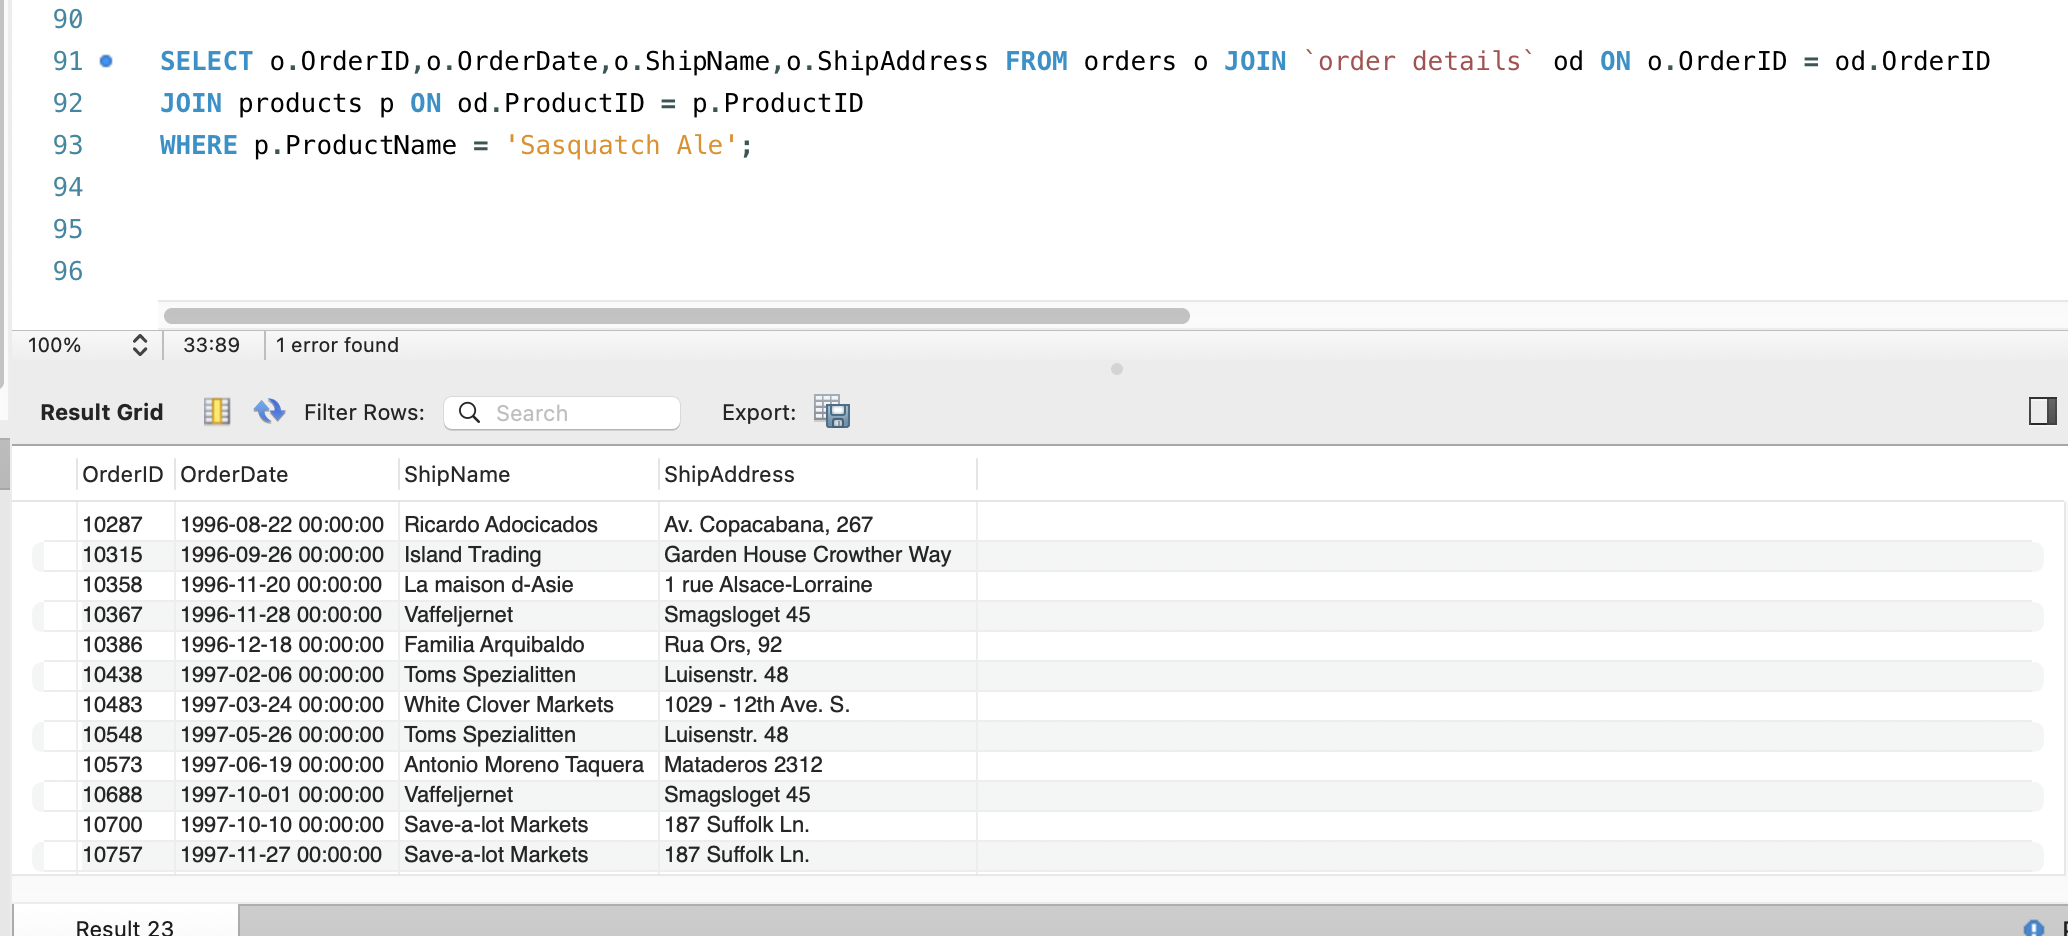 90
91 SELECT o.OrderID,o.OrderDate,o.ShipName,o.ShipAddress FROM orders o JOIN `order details` od ON o.OrderID = od.OrderID
92 JOIN products p ON od.ProductID = p.ProductID
93 WHERE p.ProductName = 'Sasquatch Ale';
94
95
96
100% 33:89 1 error found
Result Grid Filter Rows: Search Export:
OrderID OrderDate ShipName ShipAddress
10287 1996-08-22 00:00:00 Ricardo Adocicados Av. Copacabana, 267
10315 1996-09-26 00:00:00 Island Trading Garden House Crowther Way
10358 1996-11-20 00:00:00 La maison d-Asie 1 rue Alsace-Lorraine
10367 1996-11-28 00:00:00 Vaffeljernet Smagsloget 45
10386 1996-12-18 00:00:00 Familia Arquibaldo Rua Ors, 92
10438 1997-02-06 00:00:00 Toms Spezialitten Luisenstr. 48
10483 1997-03-24 00:00:00 White Clover Markets 1029 - 12th Ave. S.
10548 1997-05-26 00:00:00 Toms Spezialitten Luisenstr. 48
10573 1997-06-19 00:00:00 Antonio Moreno Taquera Mataderos 2312
10688 1997-10-01 00:00:00 Vaffeljernet Smagsloget 45
10700 1997-10-10 00:00:00 Save-a-lot Markets 187 Suffolk Ln.
10757 1997-11-27 00:00:00 Save-a-lot Markets 187 Suffolk Ln.
Result 23